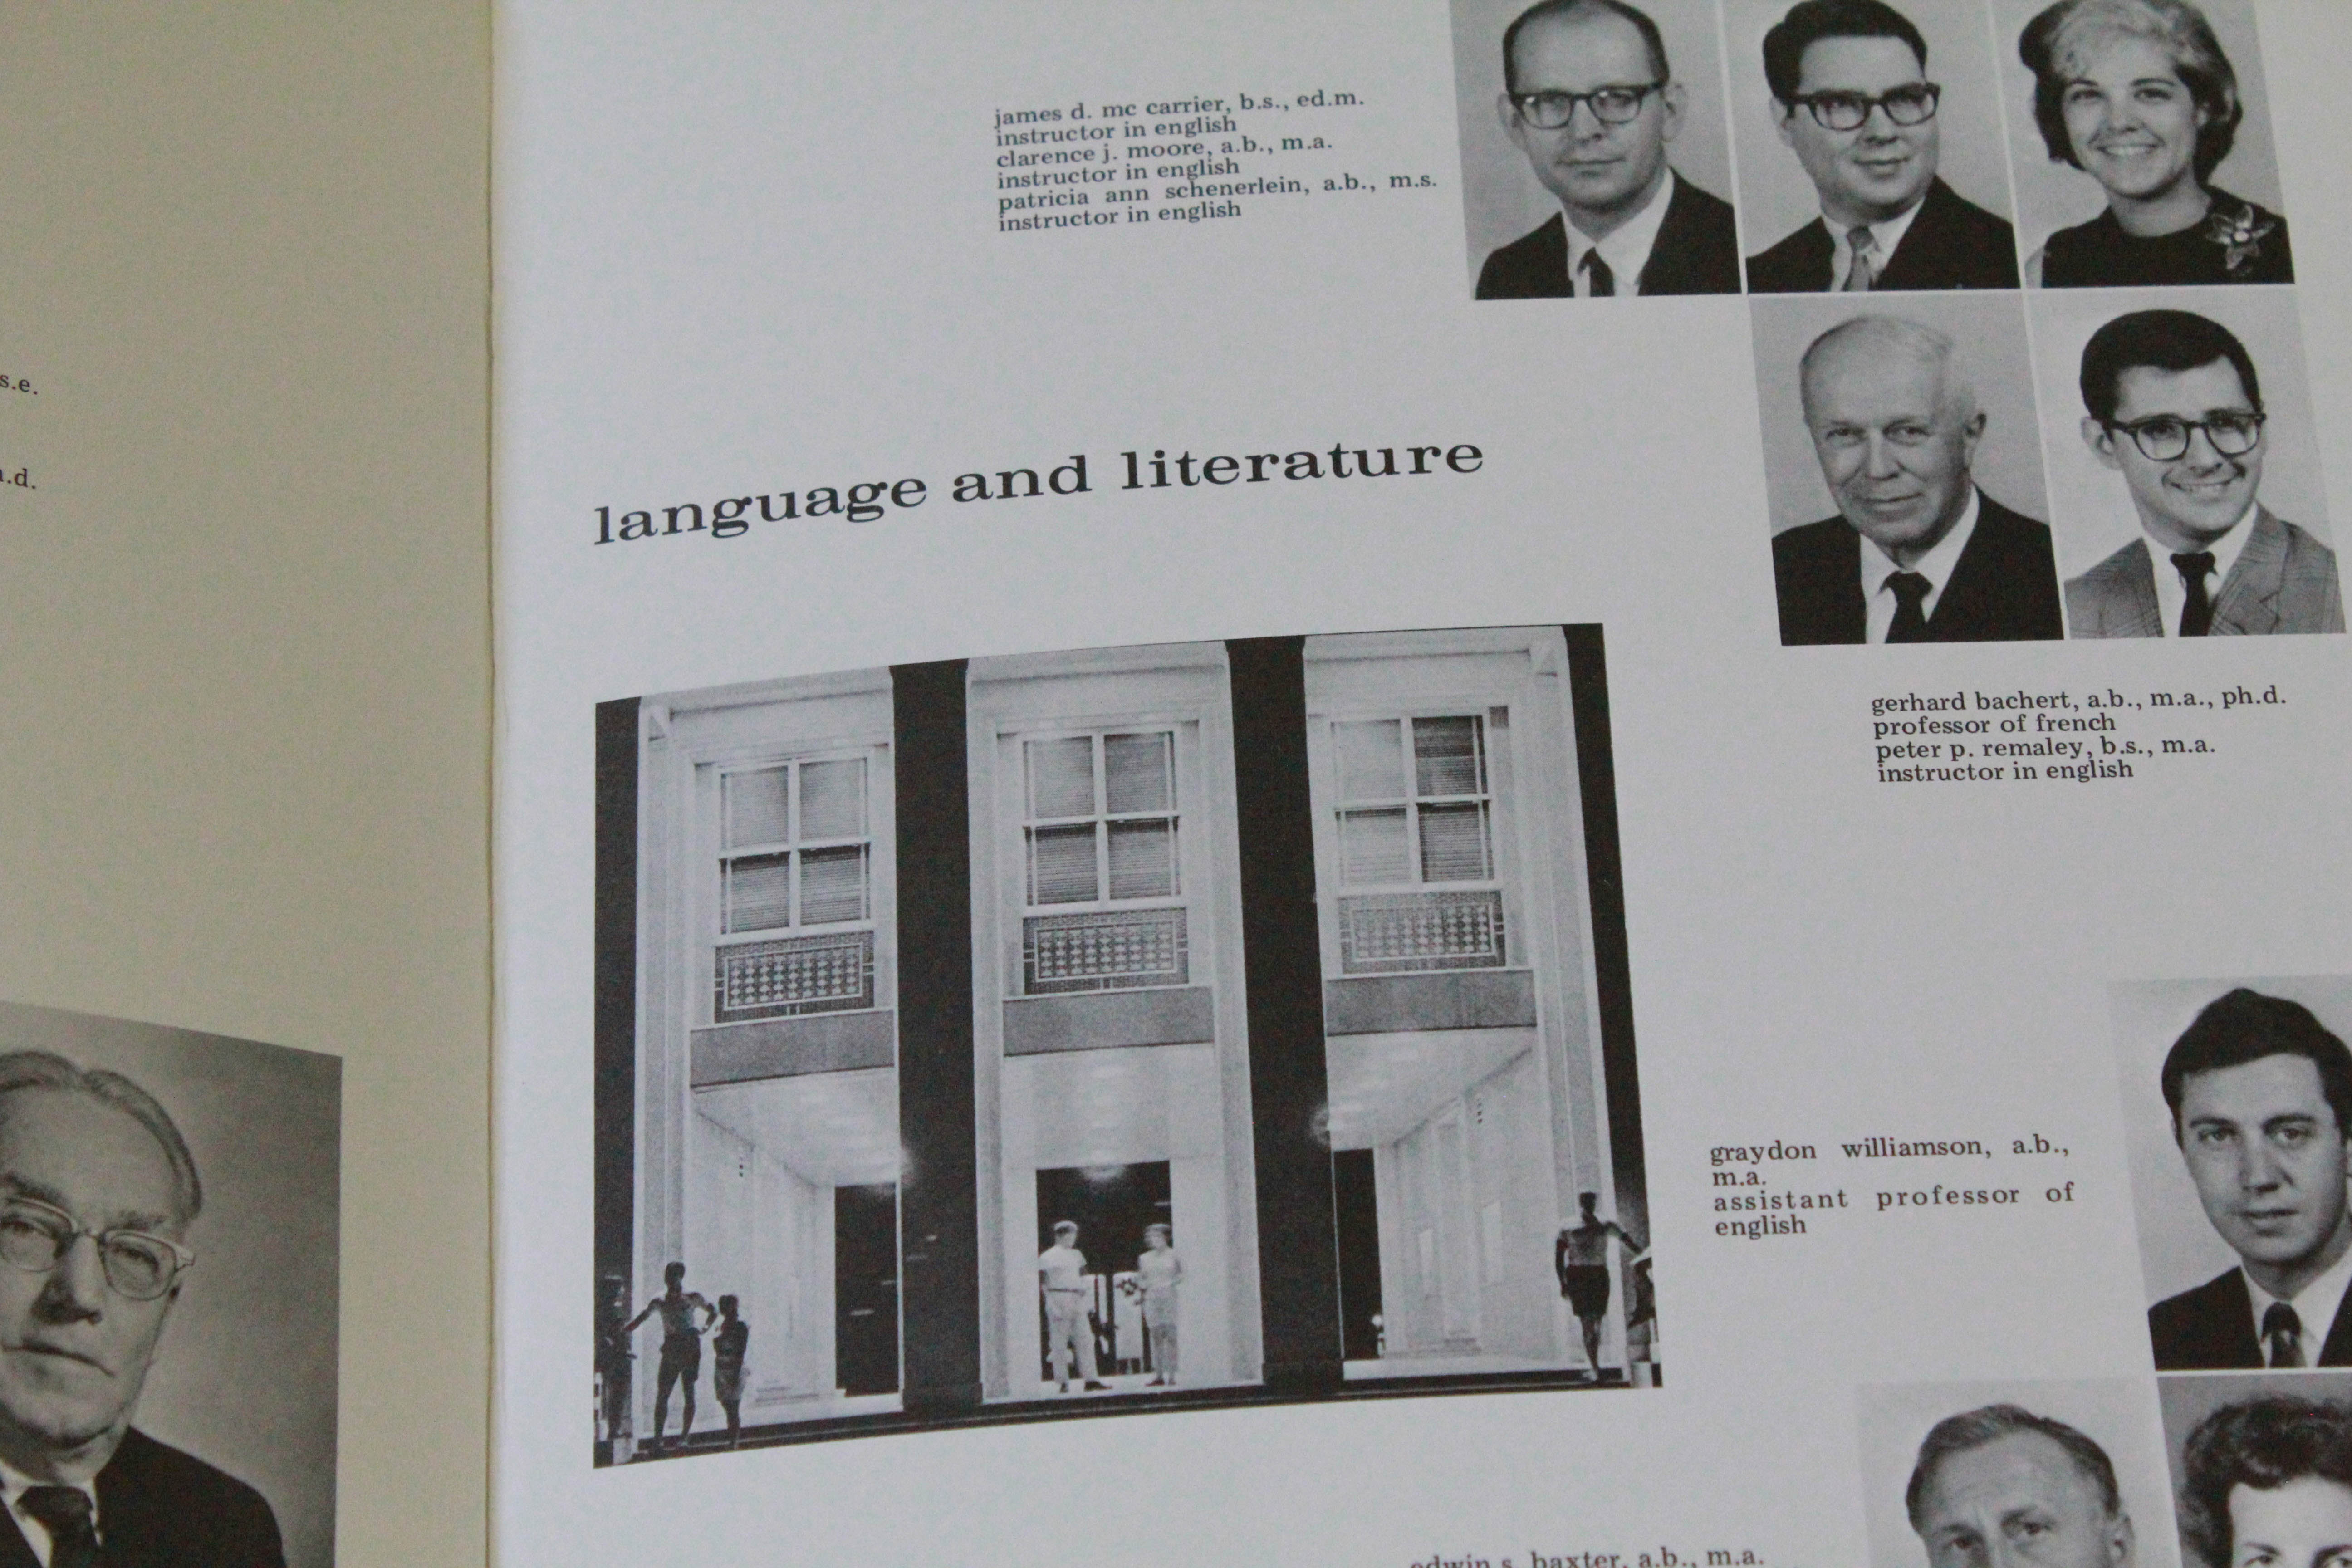 s.e.
.d.
james d. mc carrier, b.s., ed.m.
instructor in english
clarence j. moore, a.b., m.a.
instructor in english
patricia ann schenerlein, a.b., m.s.
instructor in english
language and literature
gerhard bachert, a.b., m.a., ph.d.
professor of french
peter p. remaley, b.s., m.a.
instructor in english
graydon williamson, a.b.,
m.a.
assistant professor of
english
edwin s. baxter, a.b., m.a.